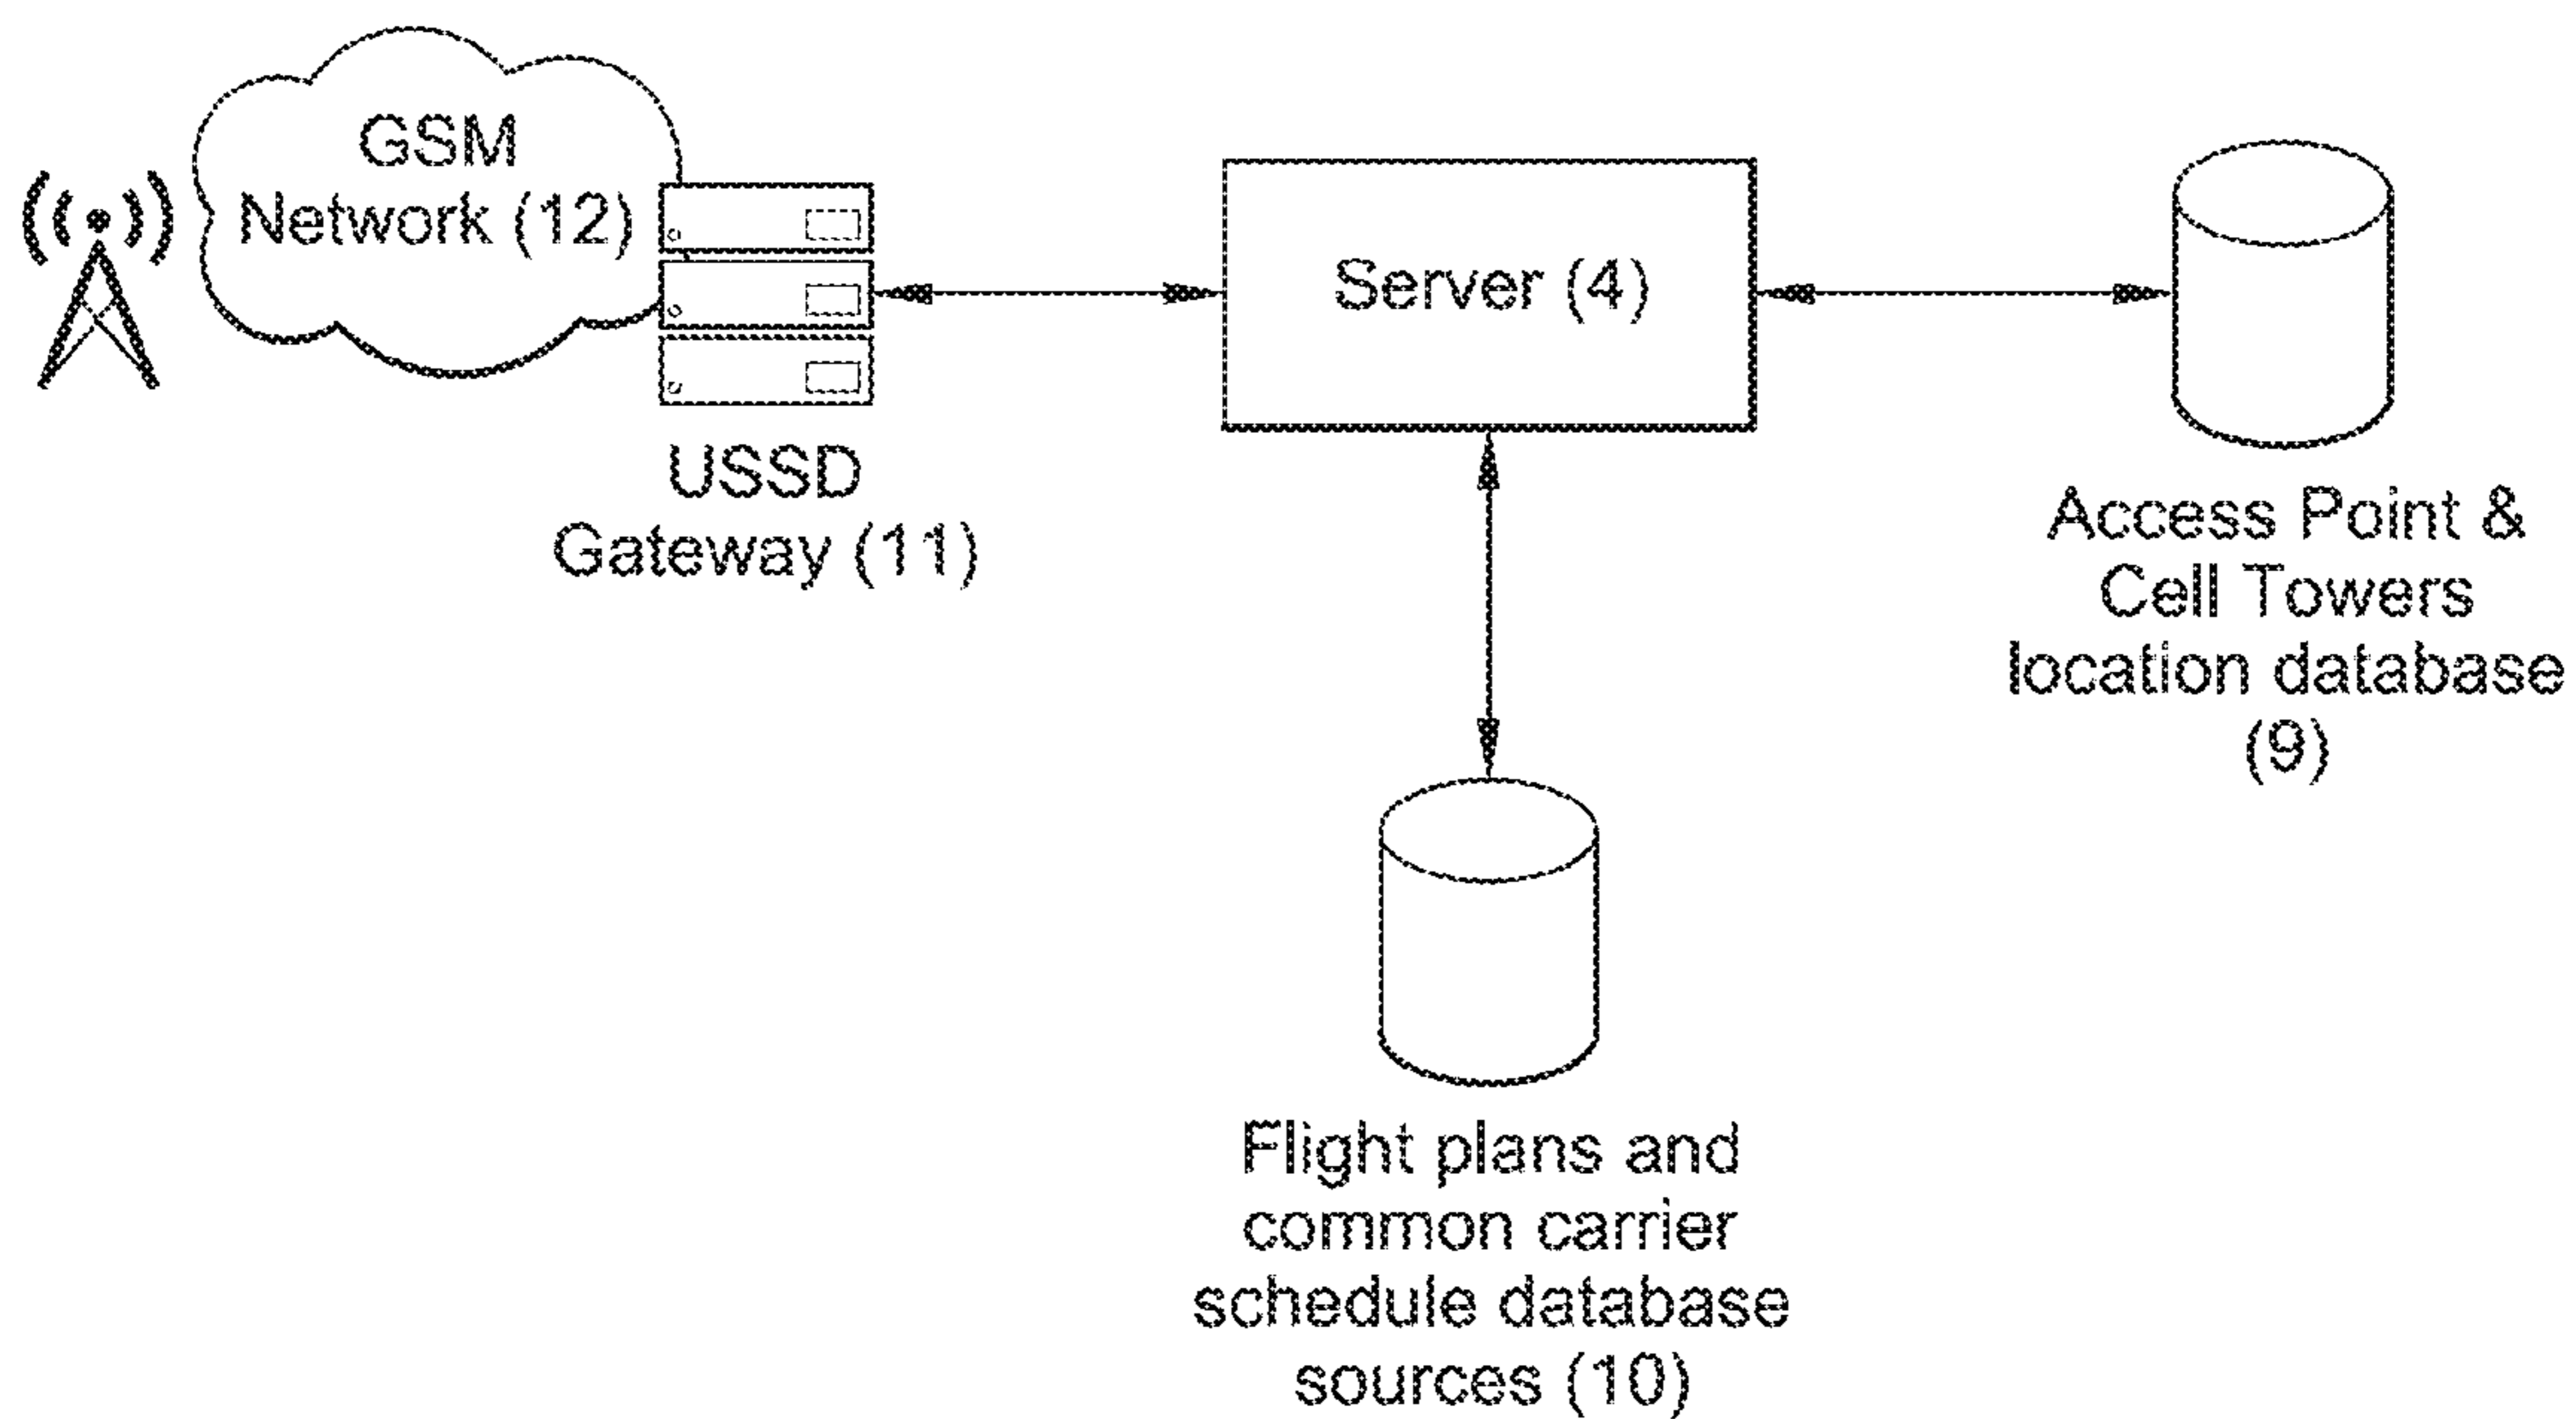 GSM
Network (12)
USSD
Gateway (11)
Server (4)
Access Point &
Cell Towers
location database
(9)
Flight plans and
common carrier
schedule database
sources (10)